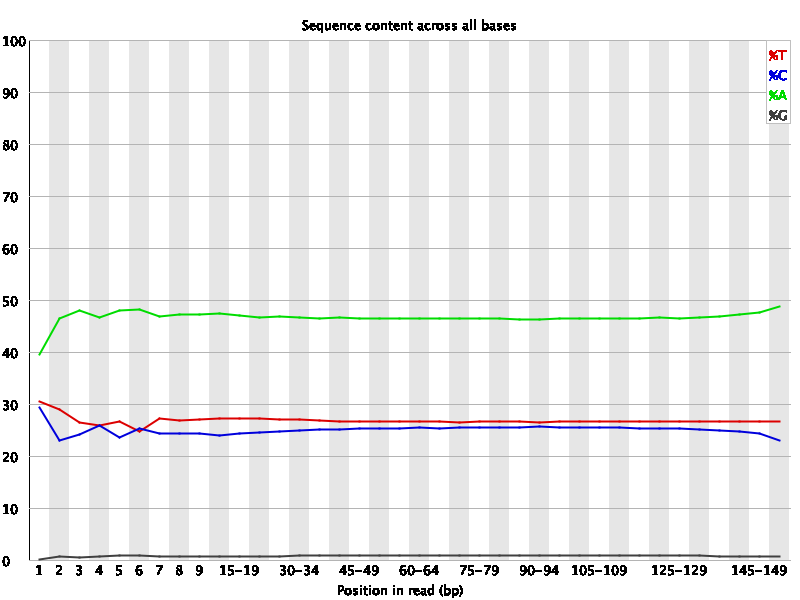 Sequence content across all bases
100
90
80
70
60
50
40
30
20
10
0
%T
%C
%A
%G
1 2 3 4 5 6 7 8 9 15-19 30-34 45-49 60-64 75-79 90-94 105-109 125-129 145-149
Position in read (bp)